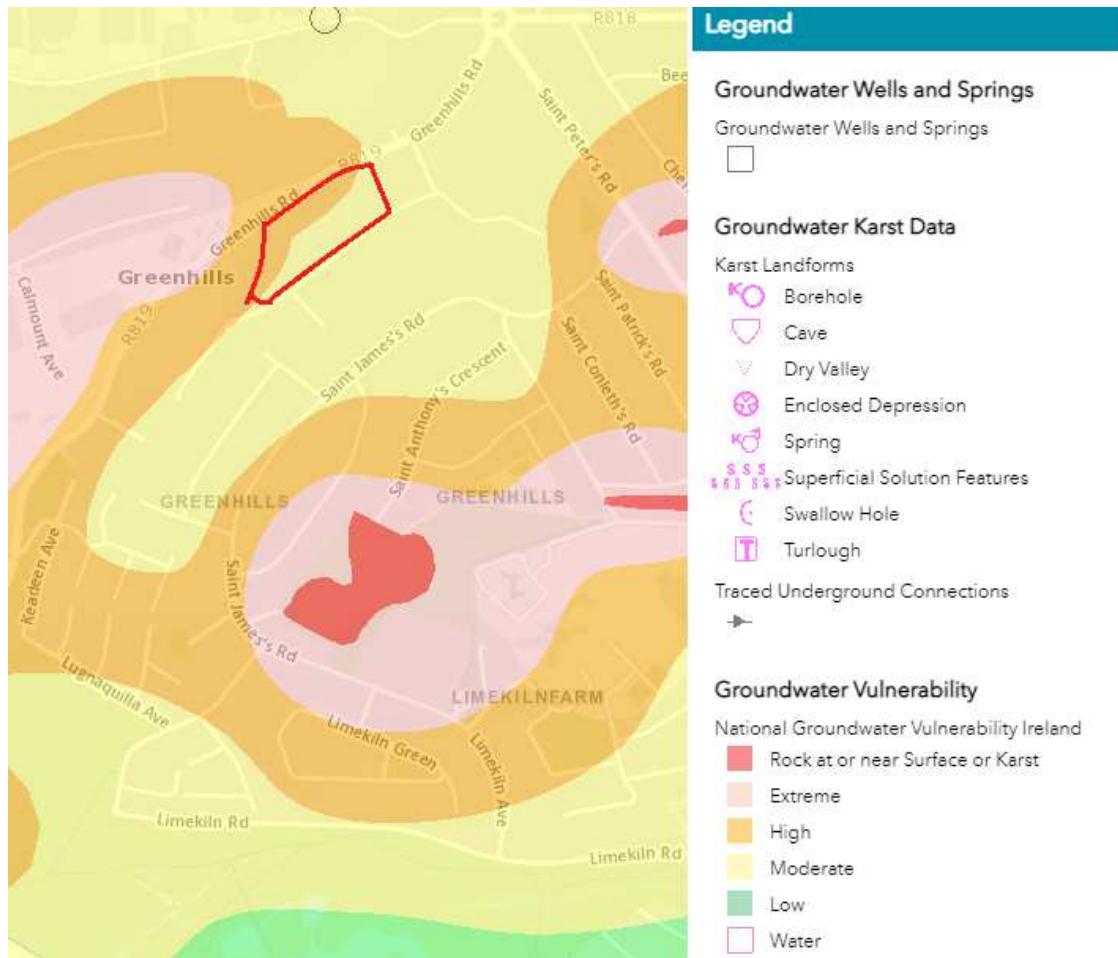 R818
Bee
Greenhills Rd
Saint Peter's Rd
R819
Che
Greenhills Rd
Greenhills
Calmount Ave
R819
Saint Patrick's Rd
Saint James's Rd
Saint Conleth's Rd
Saint Anthony's Crescent
GREENHILLS
GREENHILLS
Keadeen Ave
Saint James's Rd
Lugnaquilla Ave
LIMEKILNFARM
Limekiln Green
Limekiln Ave
Limekiln Rd
Limekiln Rd
Legend
Groundwater Wells and Springs
Groundwater Wells and Springs
Groundwater Karst Data
Karst Landforms
K Borehole
Cave
Dry Valley
Enclosed Depression
K Spring
Superficial Solution Features
Swallow Hole
T Turlough
Traced Underground Connections
Groundwater Vulnerability
National Groundwater Vulnerability Ireland
Rock at or near Surface or Karst
Extreme
High
Moderate
Low
Water